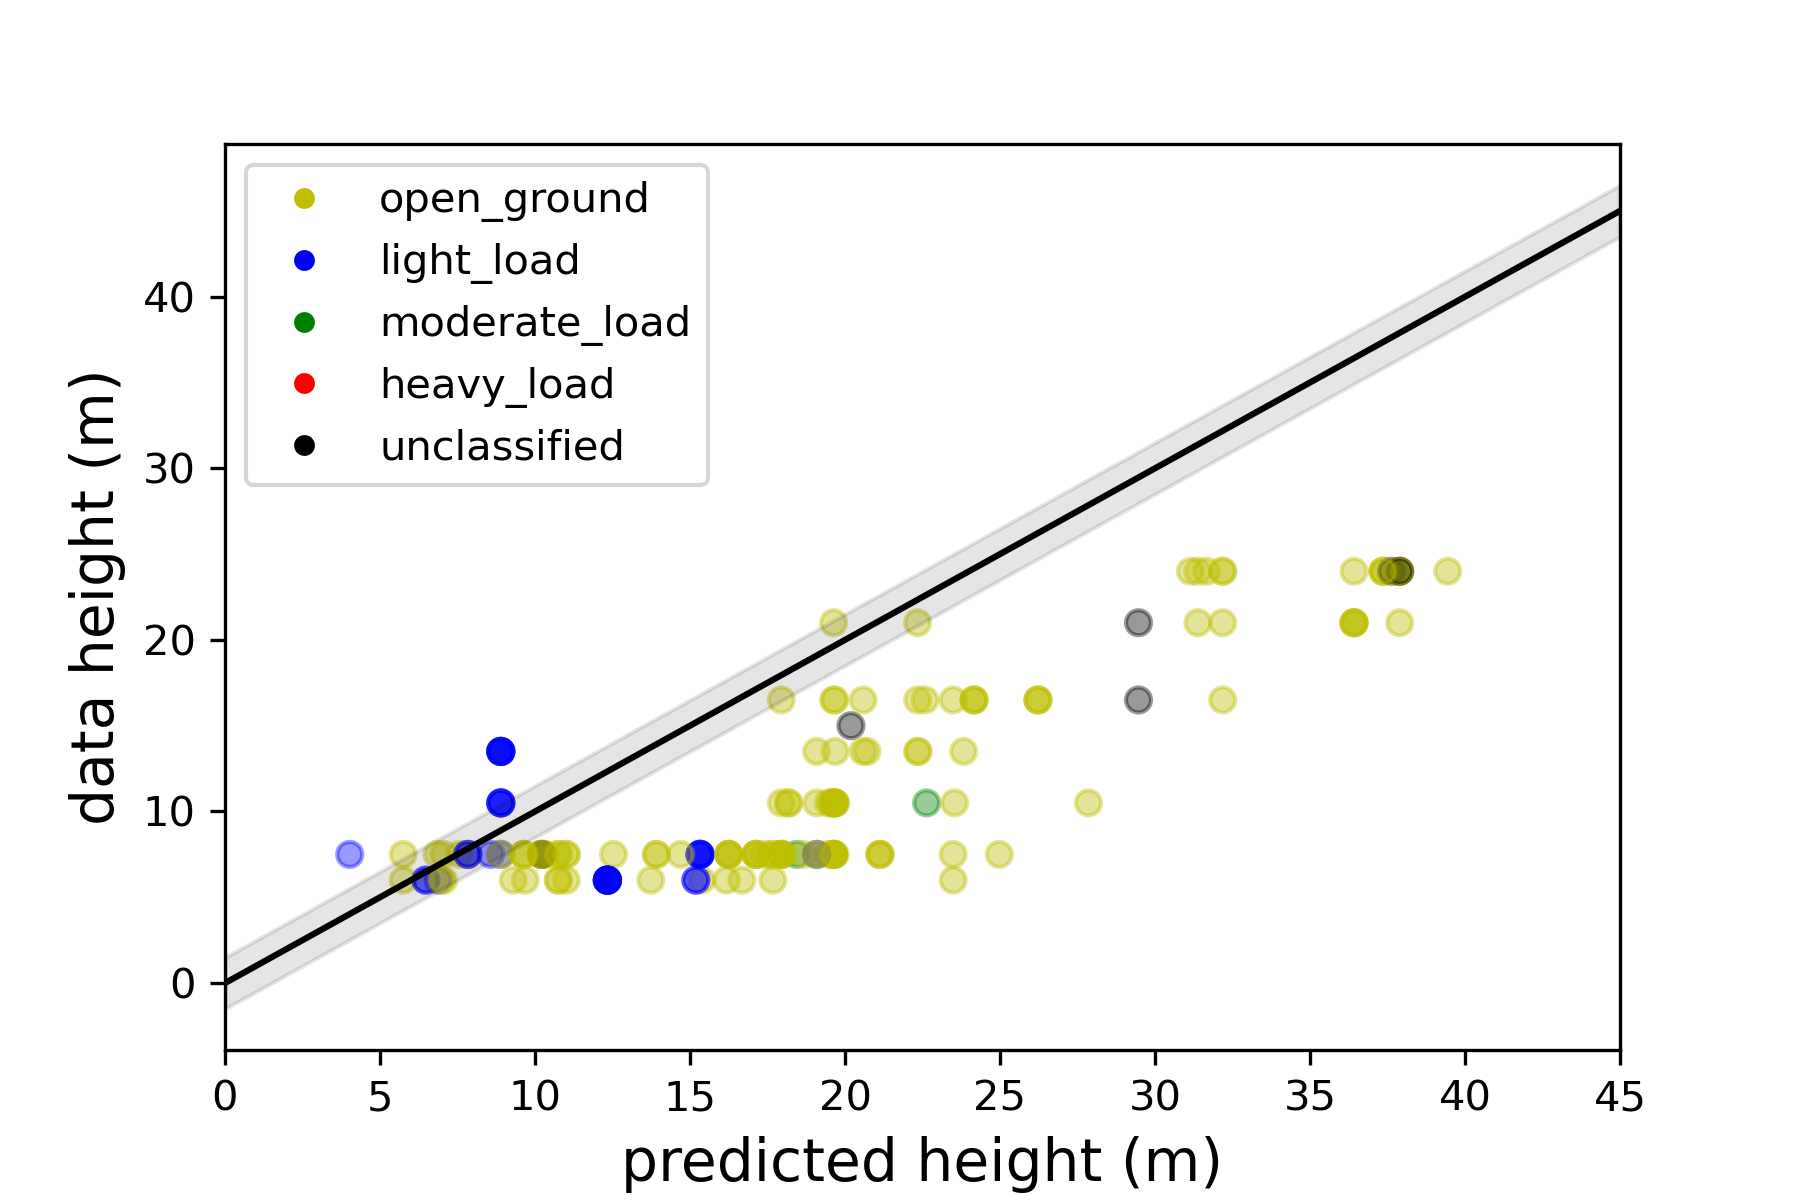 open_ground
light_load
moderate_load
heavy_load
unclassified
data height (m)
40
30
20
10
0
0 5 10 15 20 25 30 35 40 45
predicted height (m)